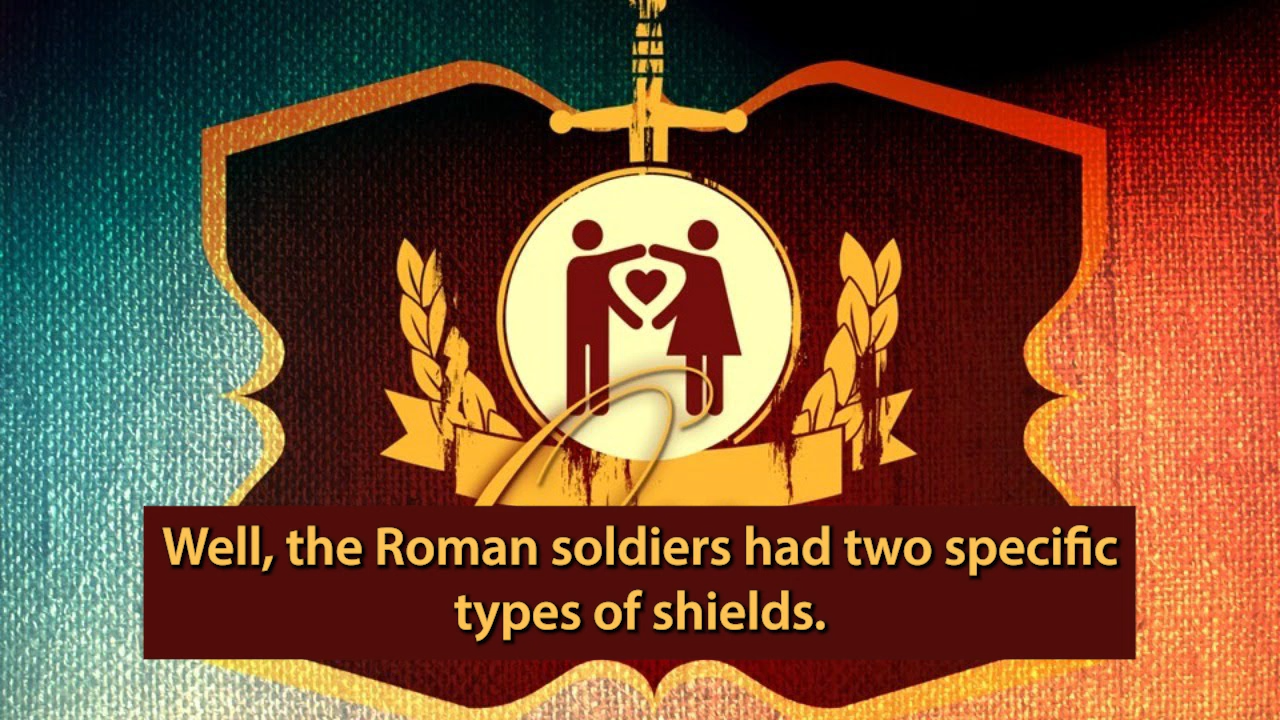 Well, the Roman soldiers had two specific
types of shields.